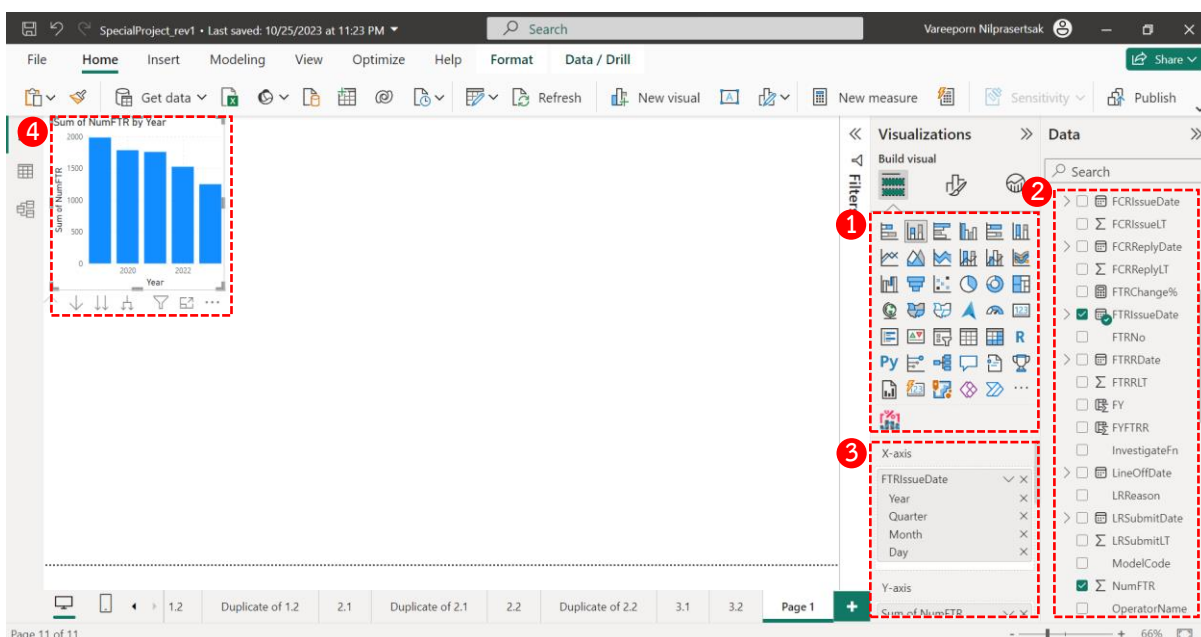 SpecialProject_rev1 • Last saved: 10/25/2023 at 11:23 PM
Search
Vareeporn Nilprasertsak
File Home Insert Modeling View Optimize Help Format Data / Drill
Share
Get data
Refresh
New visual
New measure
Sensitivity
Publish
4
Sum of NumFTR by Year
2000
1500
1000
500
0
Sum of NumFTR
2020 2022
Year
Filters
Visualizations
Build visual
1
123
R
Py
3
X-axis
FTRIssueDate
Year
Quarter
Month
Day
Y-axis
Sum of NumFTR
Data
Search
2
FCRIssueDate
FCRIssueLT
FCRReplyDate
FCRReplyLT
FTRChange%
FTRIssueDate
FTRNo
FTRRDate
FTRRLT
FY
FYFTRR
InvestigateFn
LineOffDate
LRReason
LRSubmitDate
LRSubmitLT
ModelCode
NumFTR
OperatorName
1.2 Duplicate of 1.2 2.1 Duplicate of 2.1 2.2 Duplicate of 2.2 3.1 3.2 Page 1 +
Page 11 of 11
- + 66%